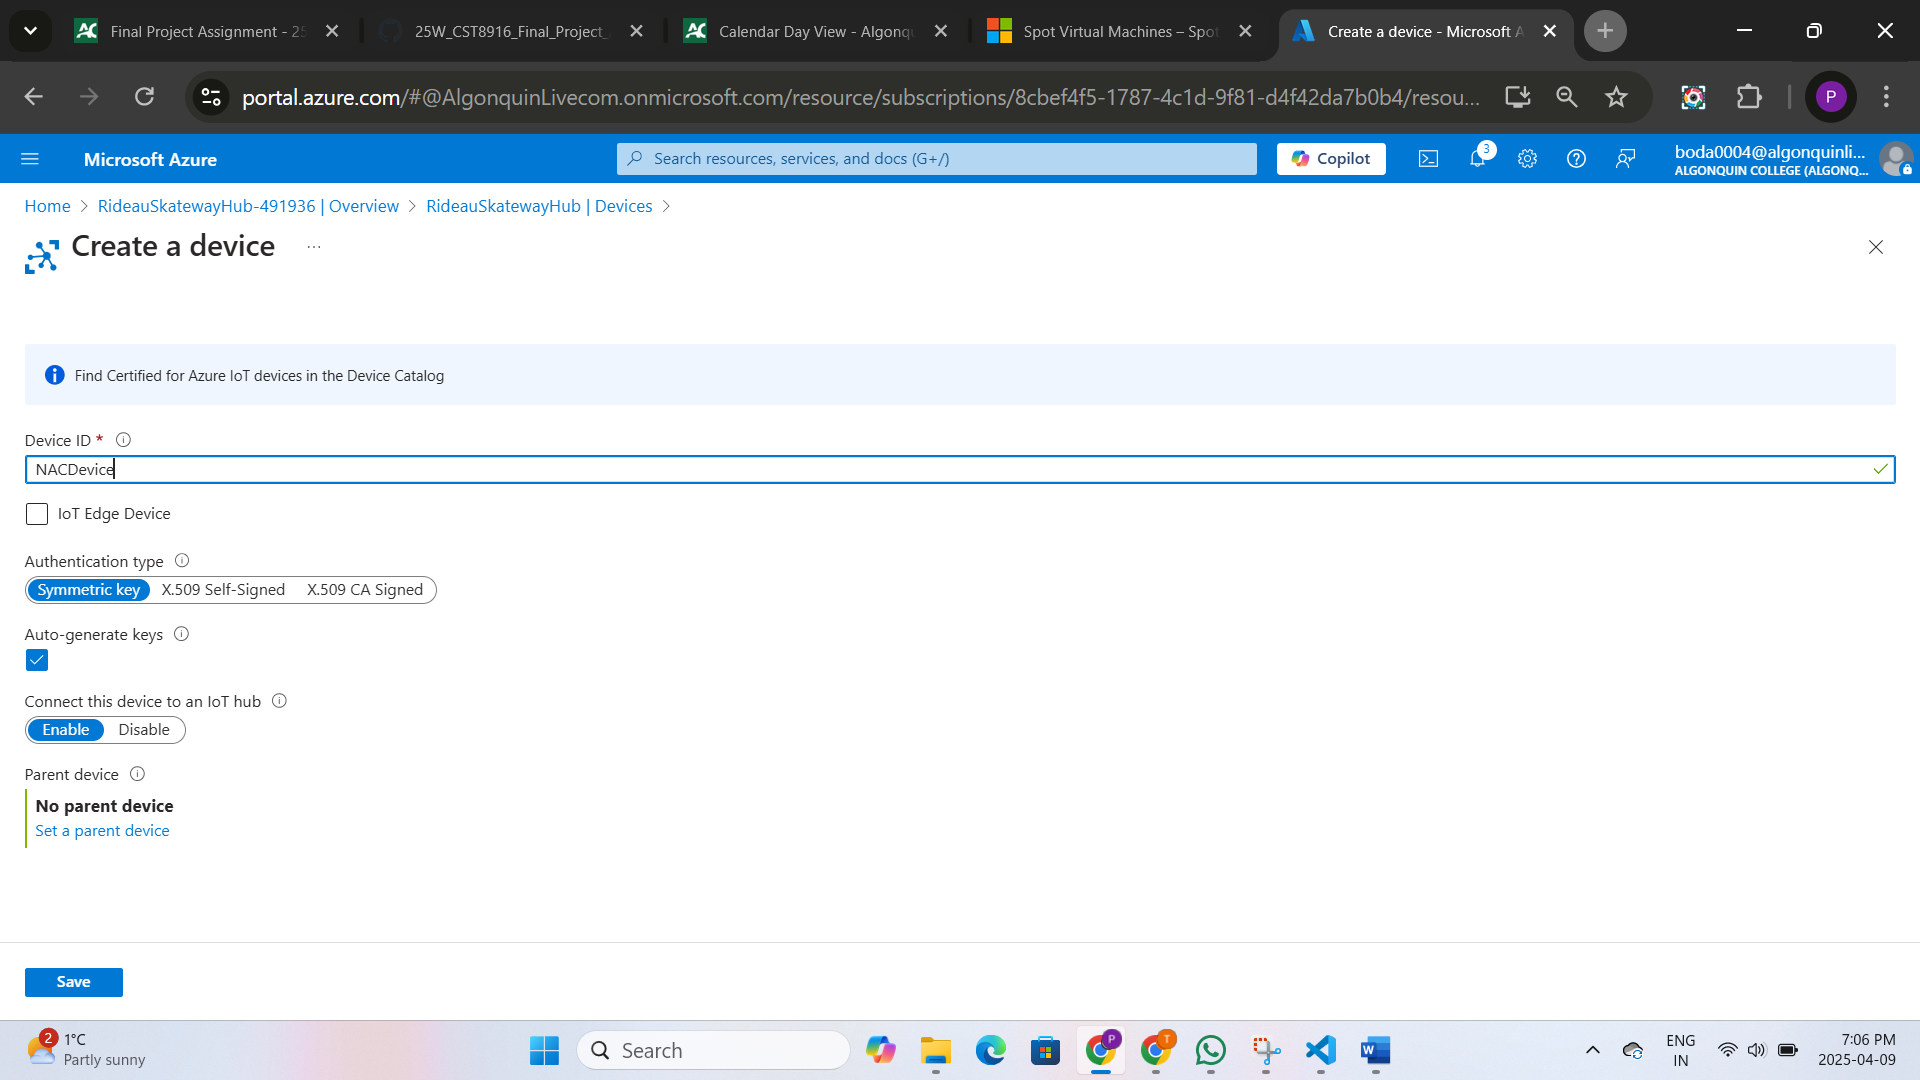 Final Project Assignment - 25
25W_CST8916_Final_Project_
Calendar Day View - Algonqu
Spot Virtual Machines – Spot
Create a device - Microsoft A
portal.azure.com/#@AlgonquinLivecom.onmicrosoft.com/resource/subscriptions/8cbef4f5-1787-4c1d-9f81-d4f42da7b0b4/resou...
P
Microsoft Azure
Search resources, services, and docs (G+/)
Copilot
3
boda0004@algonquinli...
ALGONQUIN COLLEGE (ALGONQ...
Home > RideauSkatewayHub-491936 | Overview > RideauSkatewayHub | Devices >
Create a device ...
Find Certified for Azure IoT devices in the Device Catalog
Device ID *
NACDevice
IoT Edge Device
Authentication type
Symmetric key X.509 Self-Signed X.509 CA Signed
Auto-generate keys
Connect this device to an IoT hub
Enable Disable
Parent device
No parent device
Set a parent device
Save
2
1°C
Partly sunny
Search
P
T
ENG
IN
7:06 PM
2025-04-09